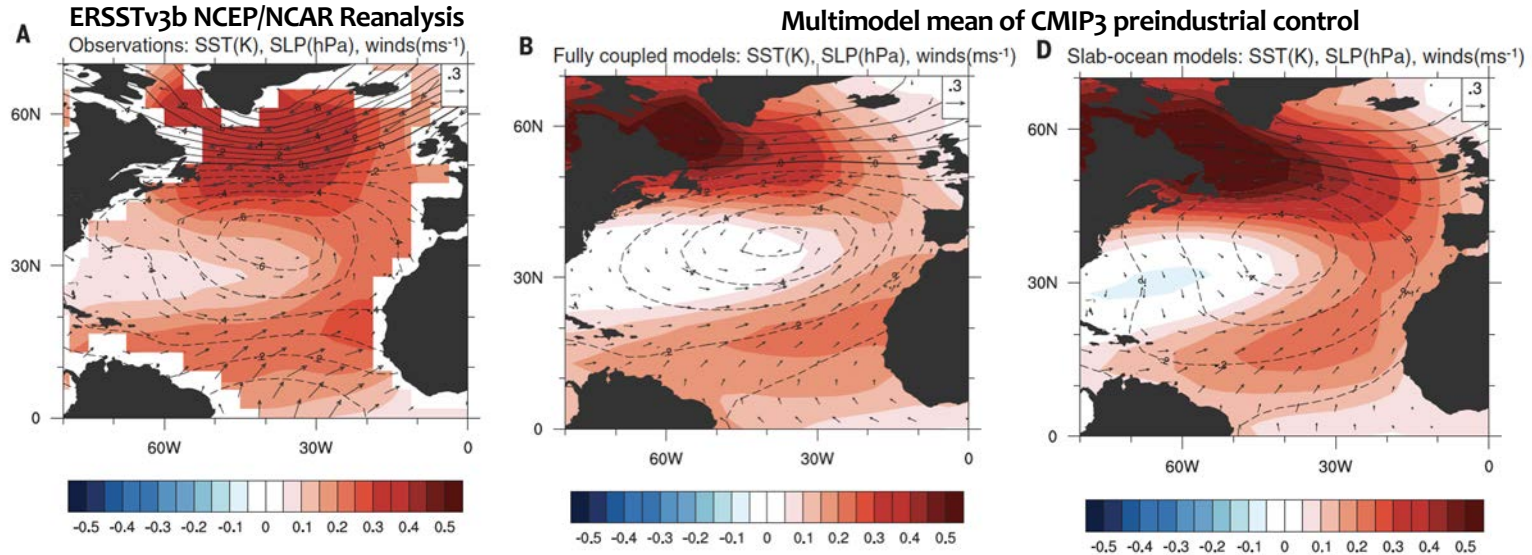 ERSSTv3b NCEP/NCAR Reanalysis
Multimodel mean of CMIP3 preindustrial control
A
Observations: SST(K), SLP(hPa), winds(ms-1)
B
Fully coupled models: SST(K), SLP(hPa), winds(ms-1)
D
Slab-ocean models: SST(K), SLP(hPa), winds(ms-1)
.3
.3
.3
60N
60N
60N
30N
30N
30N
0
0
0
60W
30W
0
60W
30W
0
60W
30W
0
-0.5 -0.4 -0.3 -0.2 -0.1 0 0.1 0.2 0.3 0.4 0.5
-0.5 -0.4 -0.3 -0.2 -0.1 0 0.1 0.2 0.3 0.4 0.5
-0.5 -0.4 -0.3 -0.2 -0.1 0 0.1 0.2 0.3 0.4 0.5